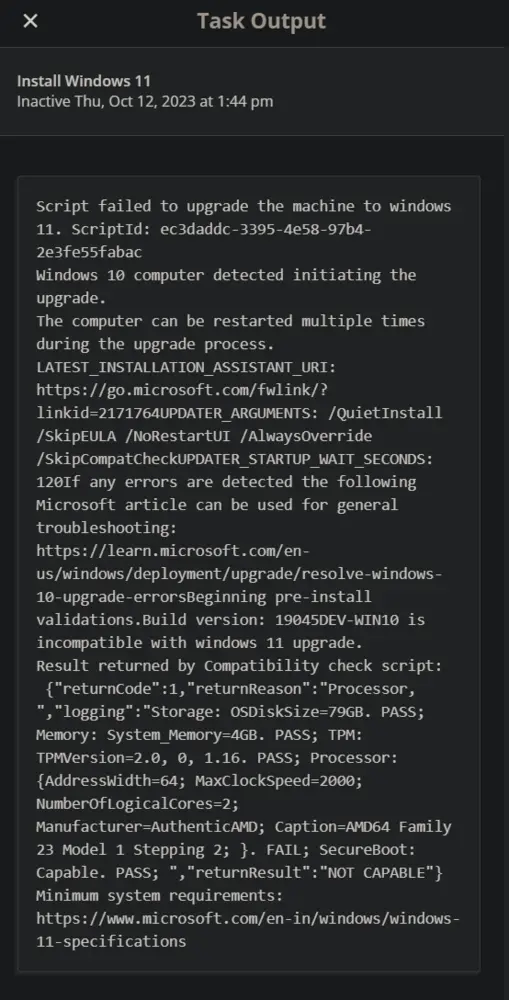 Task Output
Install Windows 11
Inactive Thu, Oct 12, 2023 at 1:44 pm
Script failed to upgrade the machine to windows
11. ScriptId: ec3daddc-3395-4e58-97b4-
2e3fe55fabac
Windows 10 computer detected initiating the
upgrade.
The computer can be restarted multiple times
during the upgrade process.
LATEST_INSTALLATION_ASSISTANT_URI:
https://go.microsoft.com/fwlink/?
linkid=2171764UPDATER_ARGUMENTS: /QuietInstall
/SkipEULA /NoRestartUI /AlwaysOverride
/SkipCompatCheckUPDATER_STARTUP_WAIT_SECONDS:
120If any errors are detected the following
Microsoft article can be used for general
troubleshooting:
https://learn.microsoft.com/en-
us/windows/deployment/upgrade/resolve-windows-
10-upgrade-errorsBeginning pre-install
validations.Build version: 19045DEV-WIN10 is
incompatible with windows 11 upgrade.
Result returned by Compatibility check script:
{"returnCode":1,"returnReason":"Processor,
","logging":"Storage: OSDiskSize=79GB. PASS;
Memory: System_Memory=4GB. PASS; TPM:
TPMVersion=2.0, 0, 1.16. PASS; Processor:
{AddressWidth=64; MaxClockSpeed=2000;
NumberOfLogicalCores=2;
Manufacturer=AuthenticAMD; Caption=AMD64 Family
23 Model 1 Stepping 2; }. FAIL; SecureBoot:
Capable. PASS; ","returnResult":"NOT CAPABLE"}
Minimum system requirements:
https://www.microsoft.com/en-in/windows/windows-
11-specifications